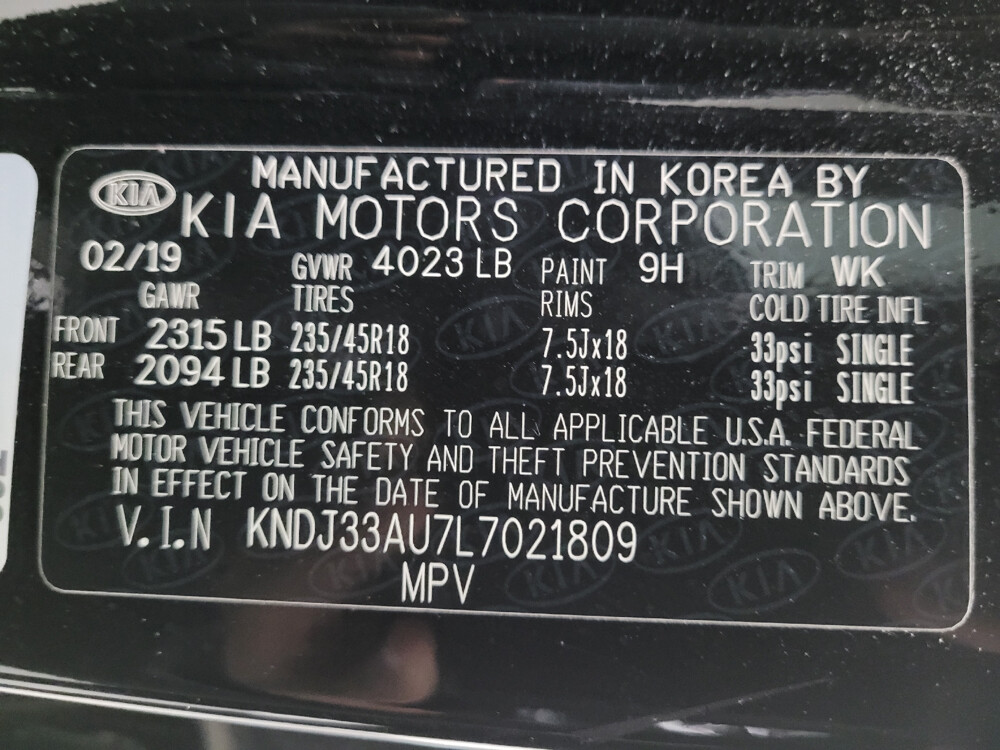 MANUFACTURED IN KOREA BY
KIA KIA MOTORS CORPORATION
02/19 GVWR 4023 LB PAINT 9H TRIM WK
GAWR TIRES RIMS COLD TIRE INFL
FRONT 2315 LB 235/45R18 7.5Jx18 33psi SINGLE
REAR 2094 LB 235/45R18 7.5Jx18 33psi SINGLE
THIS VEHICLE CONFORMS TO ALL APPLICABLE U.S.A. FEDERAL
MOTOR VEHICLE SAFETY AND THEFT PREVENTION STANDARDS
IN EFFECT ON THE DATE OF MANUFACTURE SHOWN ABOVE.
V.I.N KNDJ33AU7L7021809
MPV